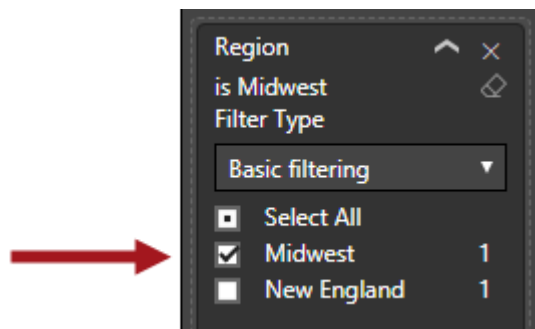 Region
is Midwest
Filter Type
Basic filtering
Select All
Midwest 1
New England 1